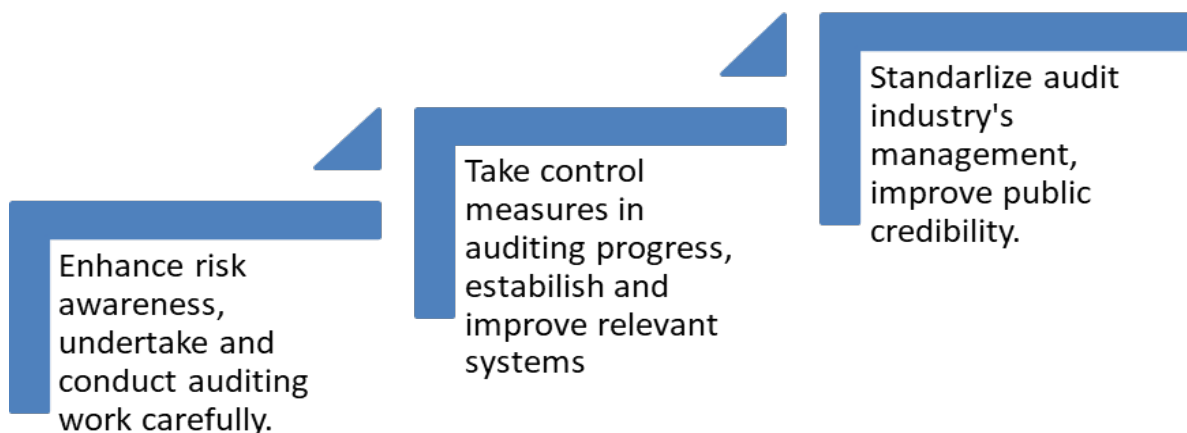 Enhance risk
awareness,
undertake and
conduct auditing
work carefully.
Take control
measures in
auditing progress,
estabilish and
improve relevant
systems
Standarlize audit
industry's
management,
improve public
credibility.